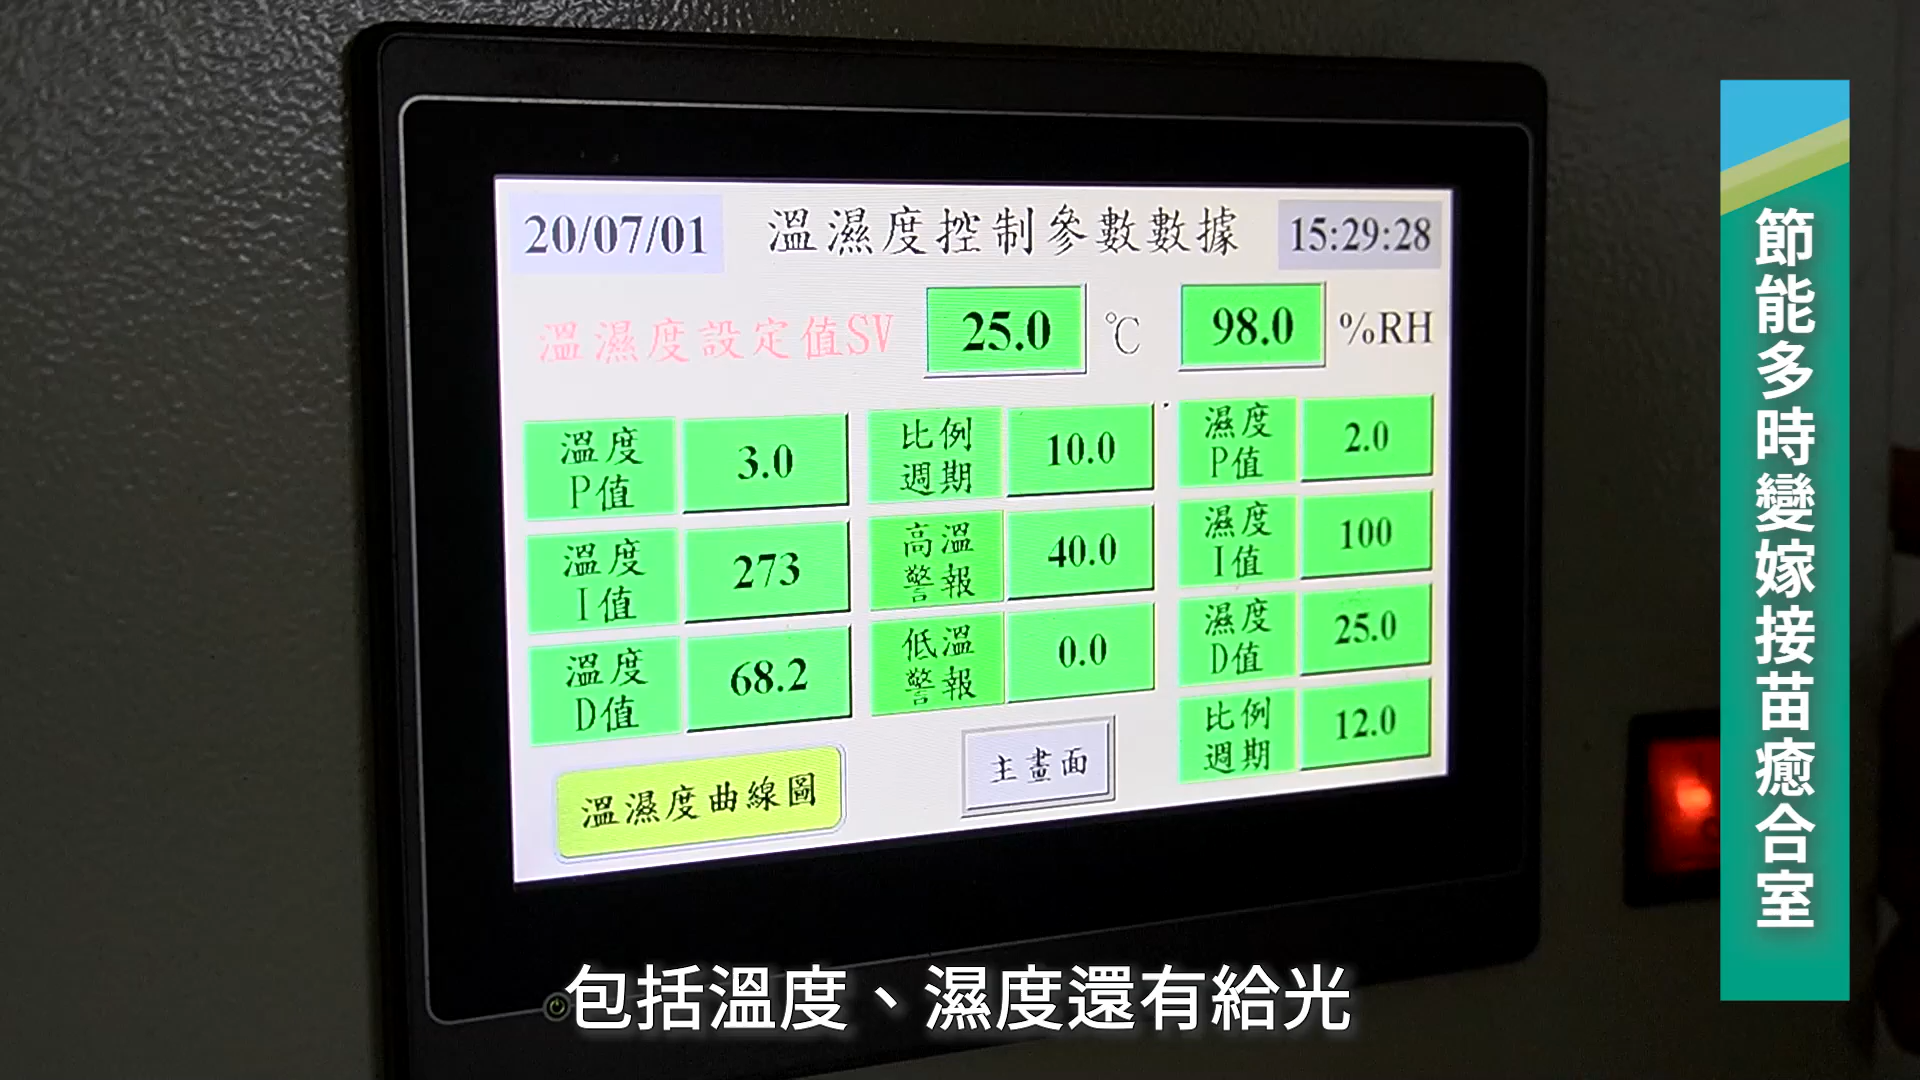 20/07/01 溫濕度控制參數數據 15:29:28
溫濕度設定值SV 25.0 ℃ 98.0 %RH
溫度
P值
3.0
比例
週期
10.0
濕度
P值
2.0
溫度
I值
273
高溫
警報
40.0
濕度
I值
100
溫度
D值
68.2
低溫
警報
0.0
濕度
D值
25.0
比例
週期
12.0
溫濕度曲線圖
主畫面
節能多時變嫁接苗癒合室
包括溫度、濕度還有給光